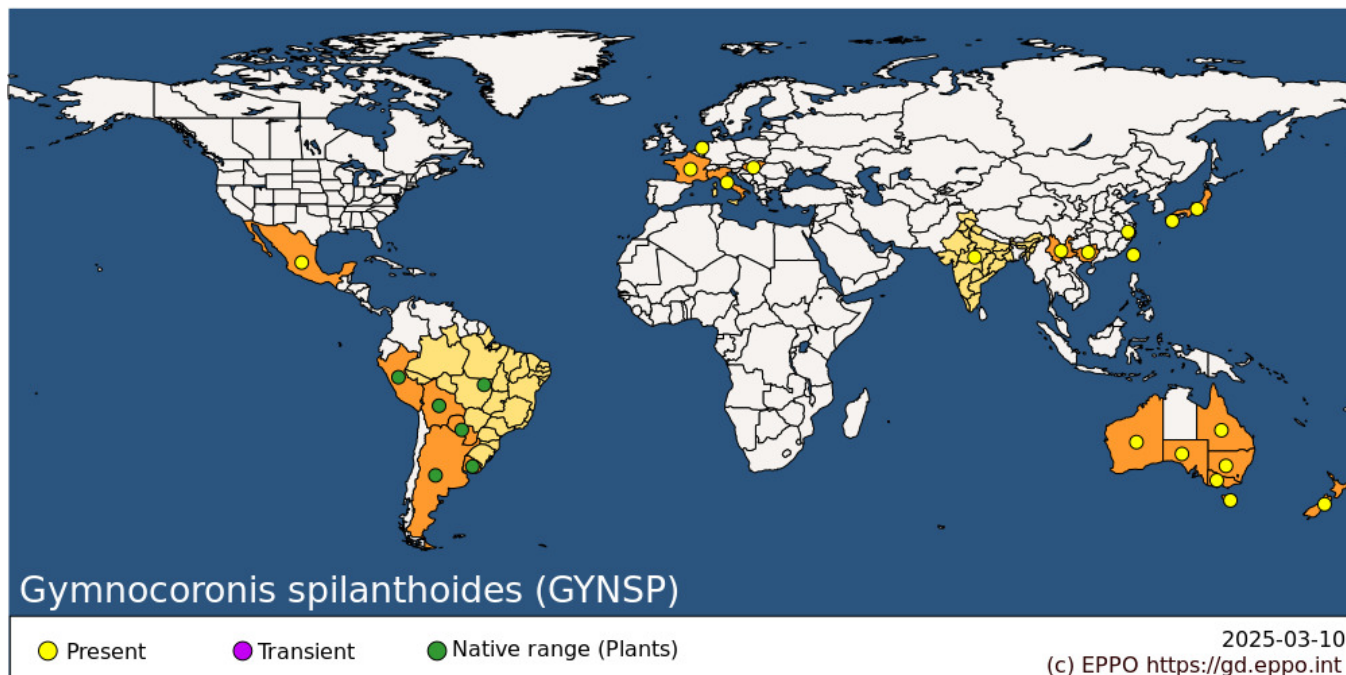 Gymnocoronis spilanthoides (GYNSP)
Present
Transient
Native range (Plants)
2025-03-10
(c) EPPO https://gd.eppo.int